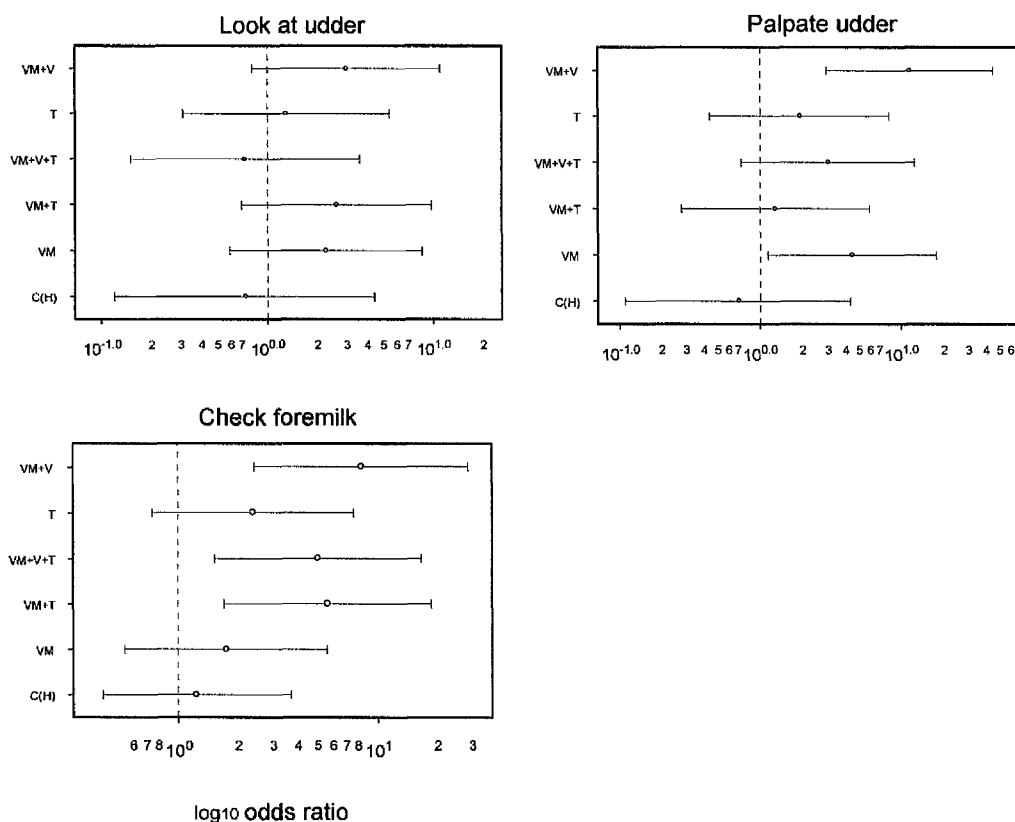 Look at udder
VM+V
T
VM+V+T
VM+T
VM
C(H)
10-1.0 2 3 4 5 6 7 100.0 2 3 4 5 6 7 101.0 2
Palpate udder
VM+V
T
VM+V+T
VM+T
VM
C(H)
10-1.0 2 3 4 5 6 7 100.0 2 3 4 5 6 7 101.0 2 3 4 5 6
Check foremilk
VM+V
T
VM+V+T
VM+T
VM
C(H)
6 7 8 100 2 3 4 5 6 7 8 101 2 3
log10 odds ratio